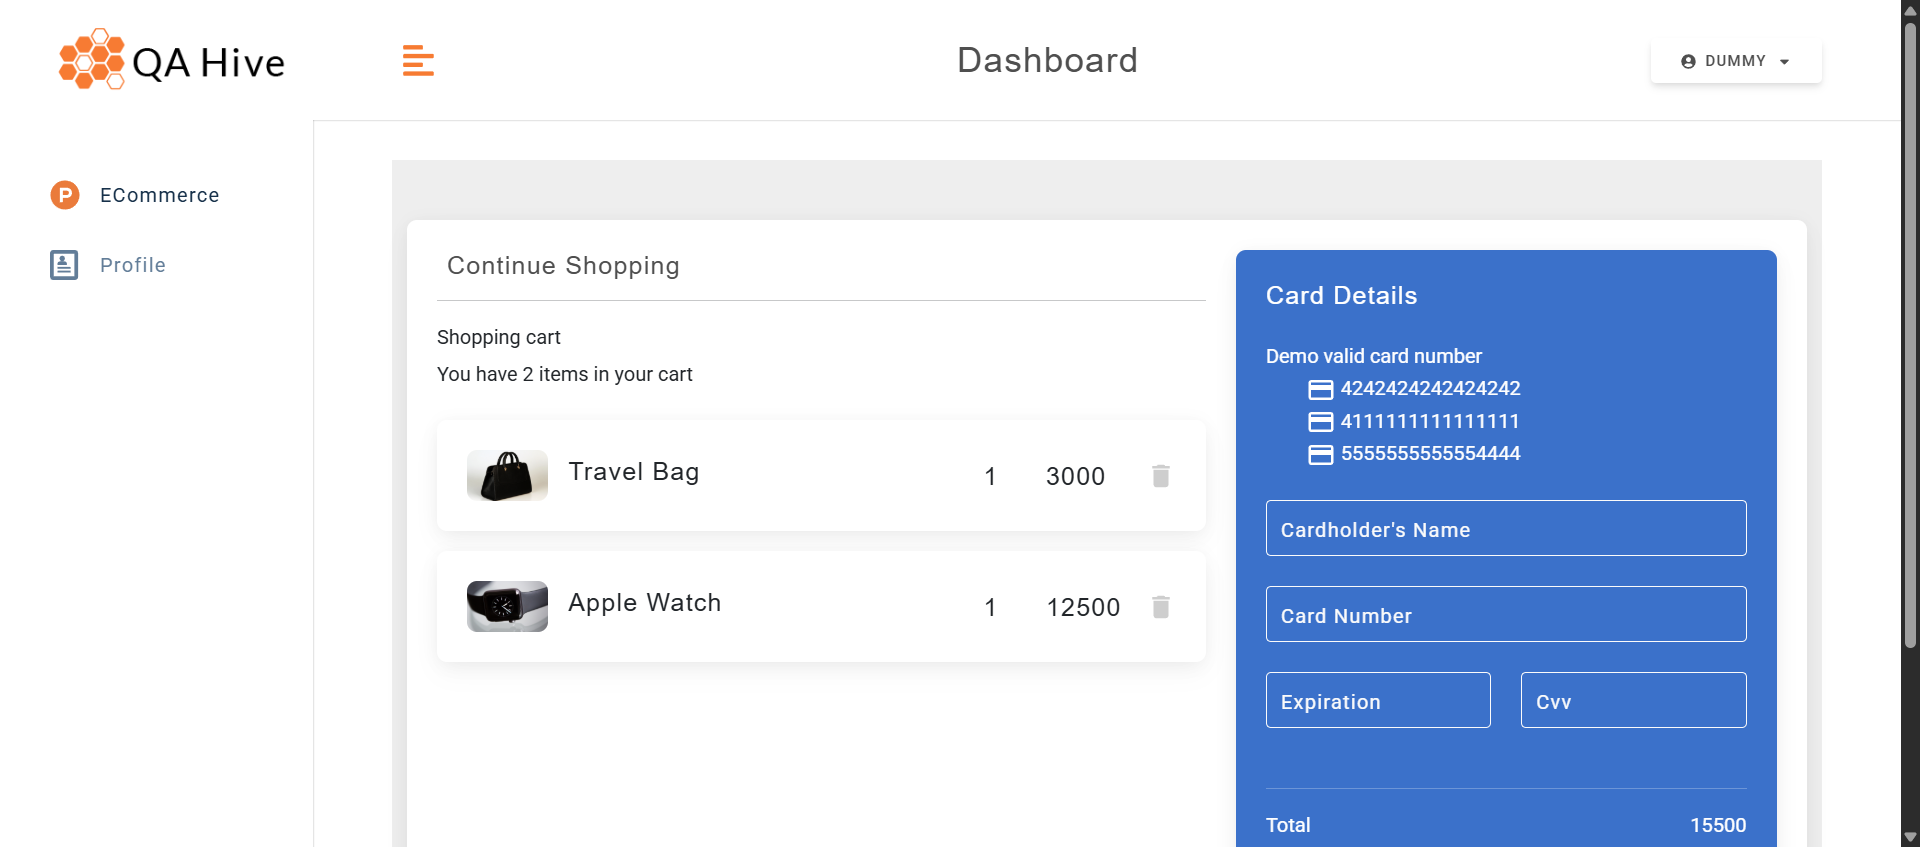 QA Hive
Dashboard
DUMMY
ECommerce
Profile
Continue Shopping
Shopping cart
You have 2 items in your cart
Travel Bag 1 3000
Apple Watch 1 12500
Card Details
Demo valid card number
4242424242424242
4111111111111111
5555555555554444
Cardholder's Name
Card Number
Expiration Cvv
Total 15500